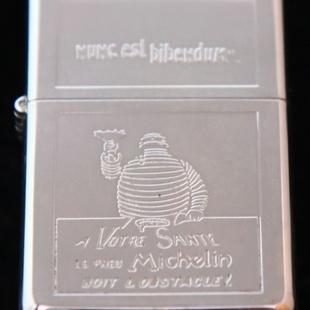 nunc est bibendum..
A VOTRE SANTE
LE PNEU Michelin
BOIT L OBSTACLE!